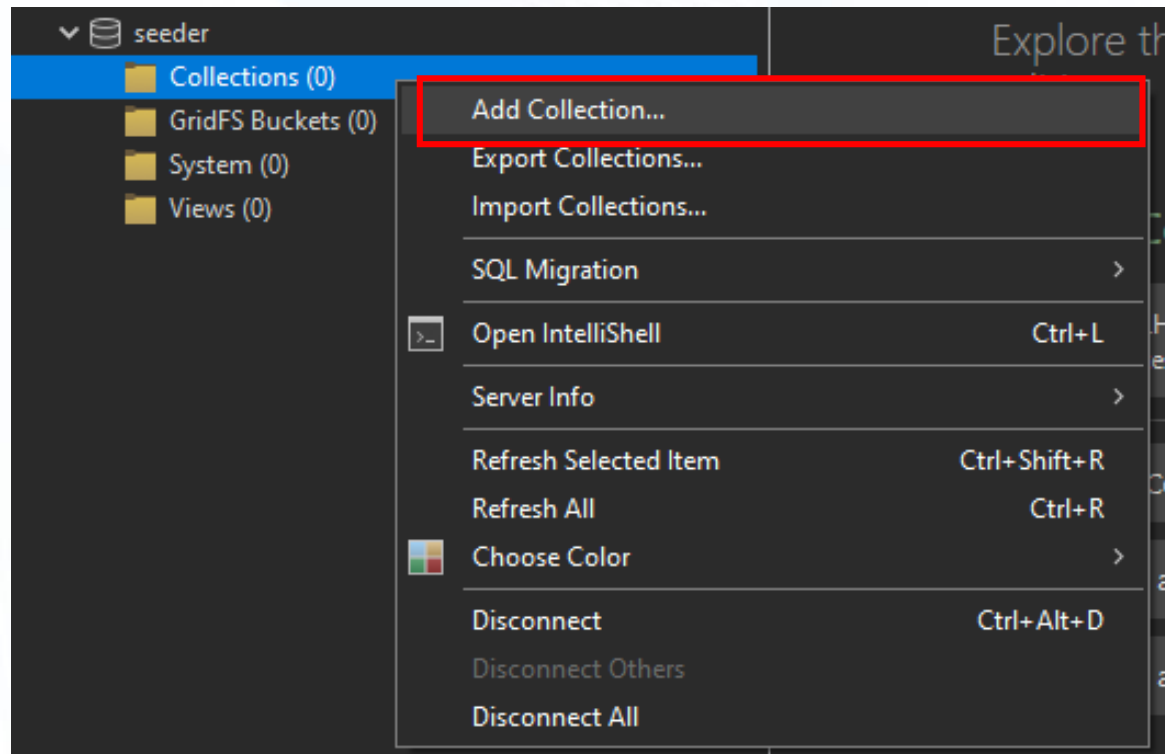 seeder
Explore th
Collections (0)
Add Collection...
GridFS Buckets (0)
Export Collections...
System (0)
Import Collections...
Views (0)
SQL Migration
Open IntelliShell Ctrl+L
Server Info
Refresh Selected Item Ctrl+Shift+R
Refresh All Ctrl+R
Choose Color
Disconnect Ctrl+Alt+D
Disconnect Others
Disconnect All